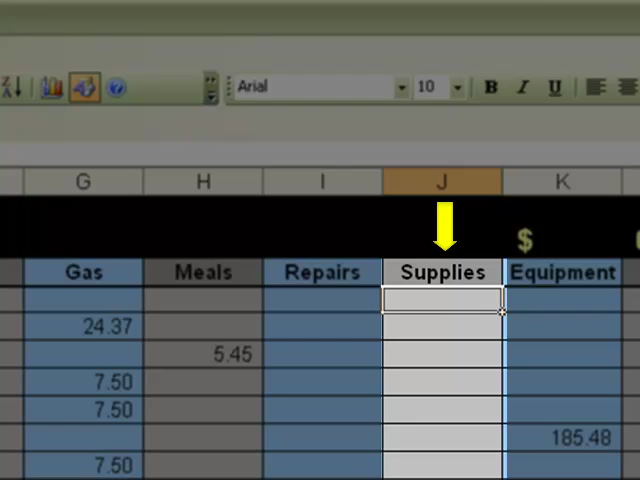 Arial 10 B I U
G H I J K
$
Gas Meals Repairs Supplies Equipment
24.37
5.45
7.50
7.50
185.48
7.50